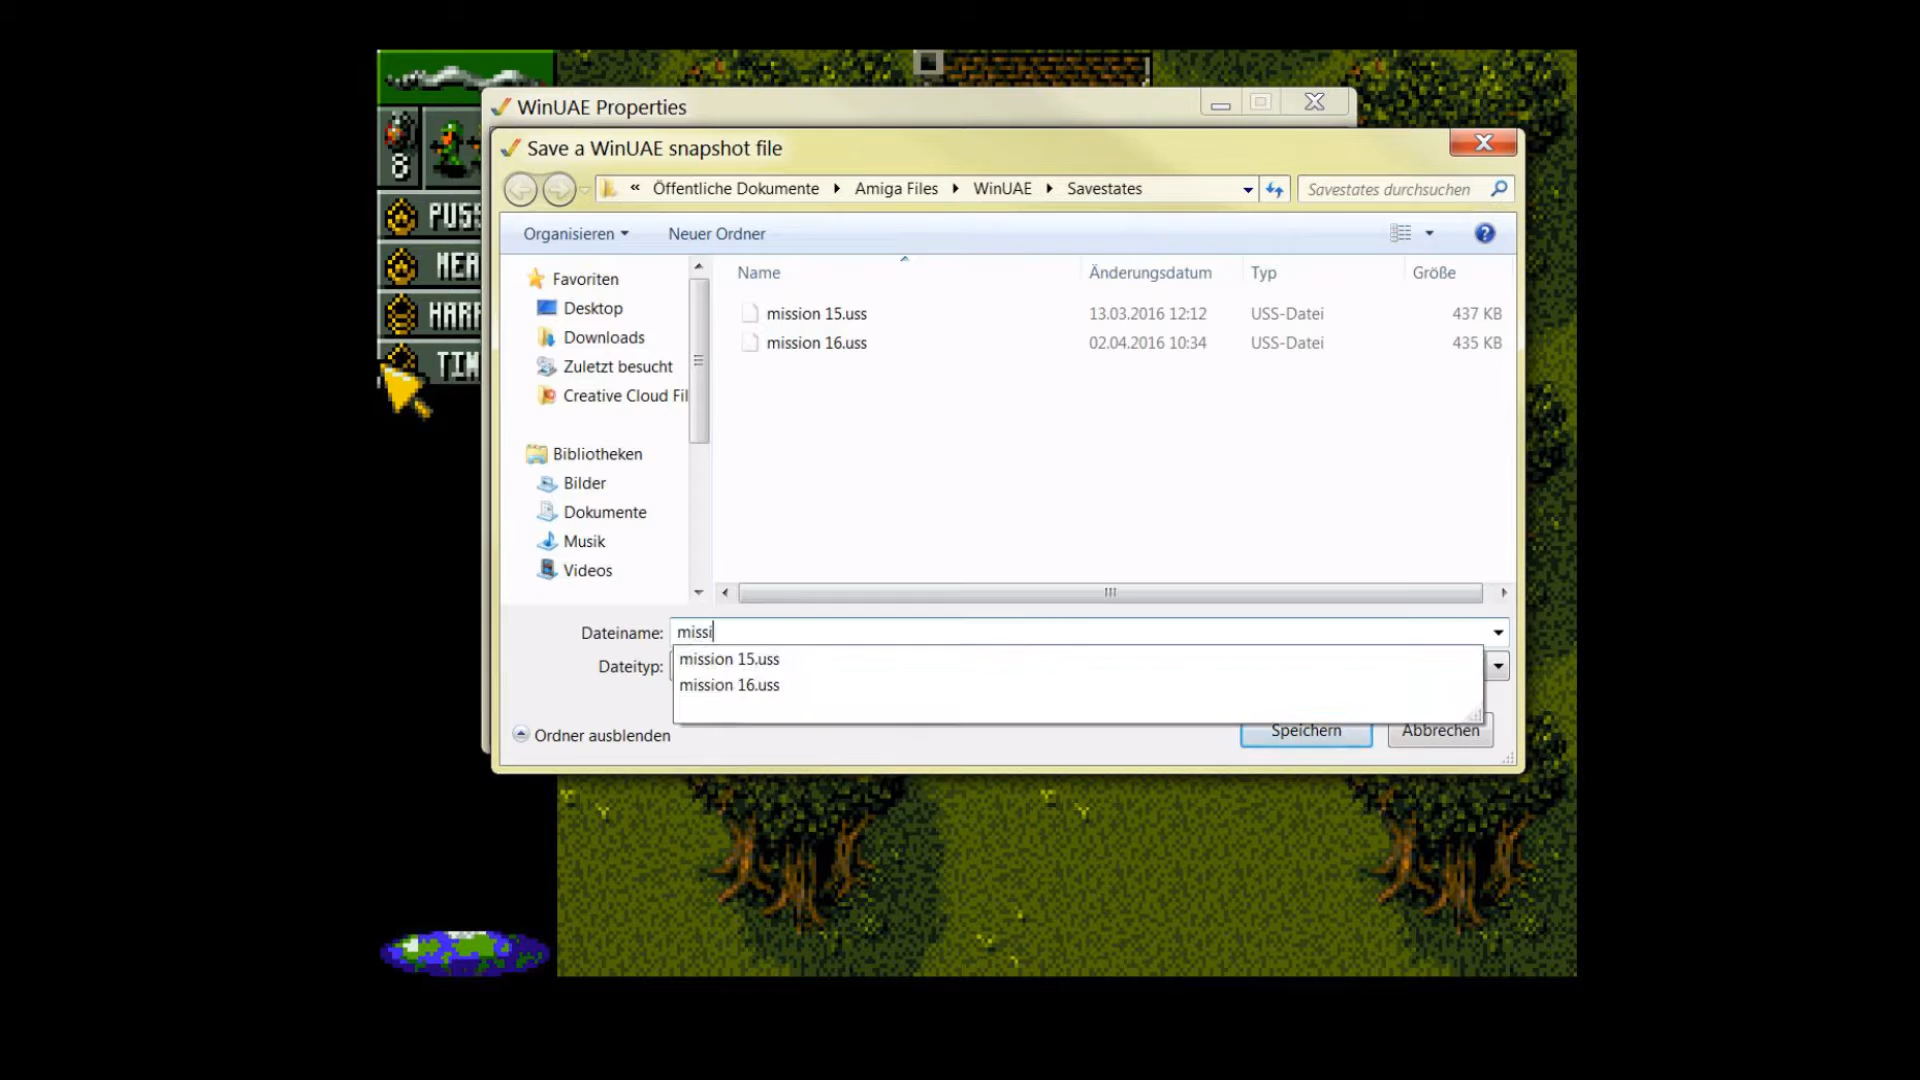 WinUAE Properties
Save a WinUAE snapshot file
« Öffentliche Dokumente Amiga Files WinUAE Savestates
Savestates durchsuchen
Organisieren Neuer Ordner
Name Änderungsdatum Typ Größe
mission 15.uss 13.03.2016 12:12 USS-Datei 437 KB
mission 16.uss 02.04.2016 10:34 USS-Datei 435 KB
Favoriten
Desktop
Downloads
Zuletzt besucht
Creative Cloud Fil
Bibliotheken
Bilder
Dokumente
Musik
Videos
Dateiname: missi
Dateityp:
mission 15.uss
mission 16.uss
Ordner ausblenden
Speichern Abbrechen
8
PUSS
HARR
TIM